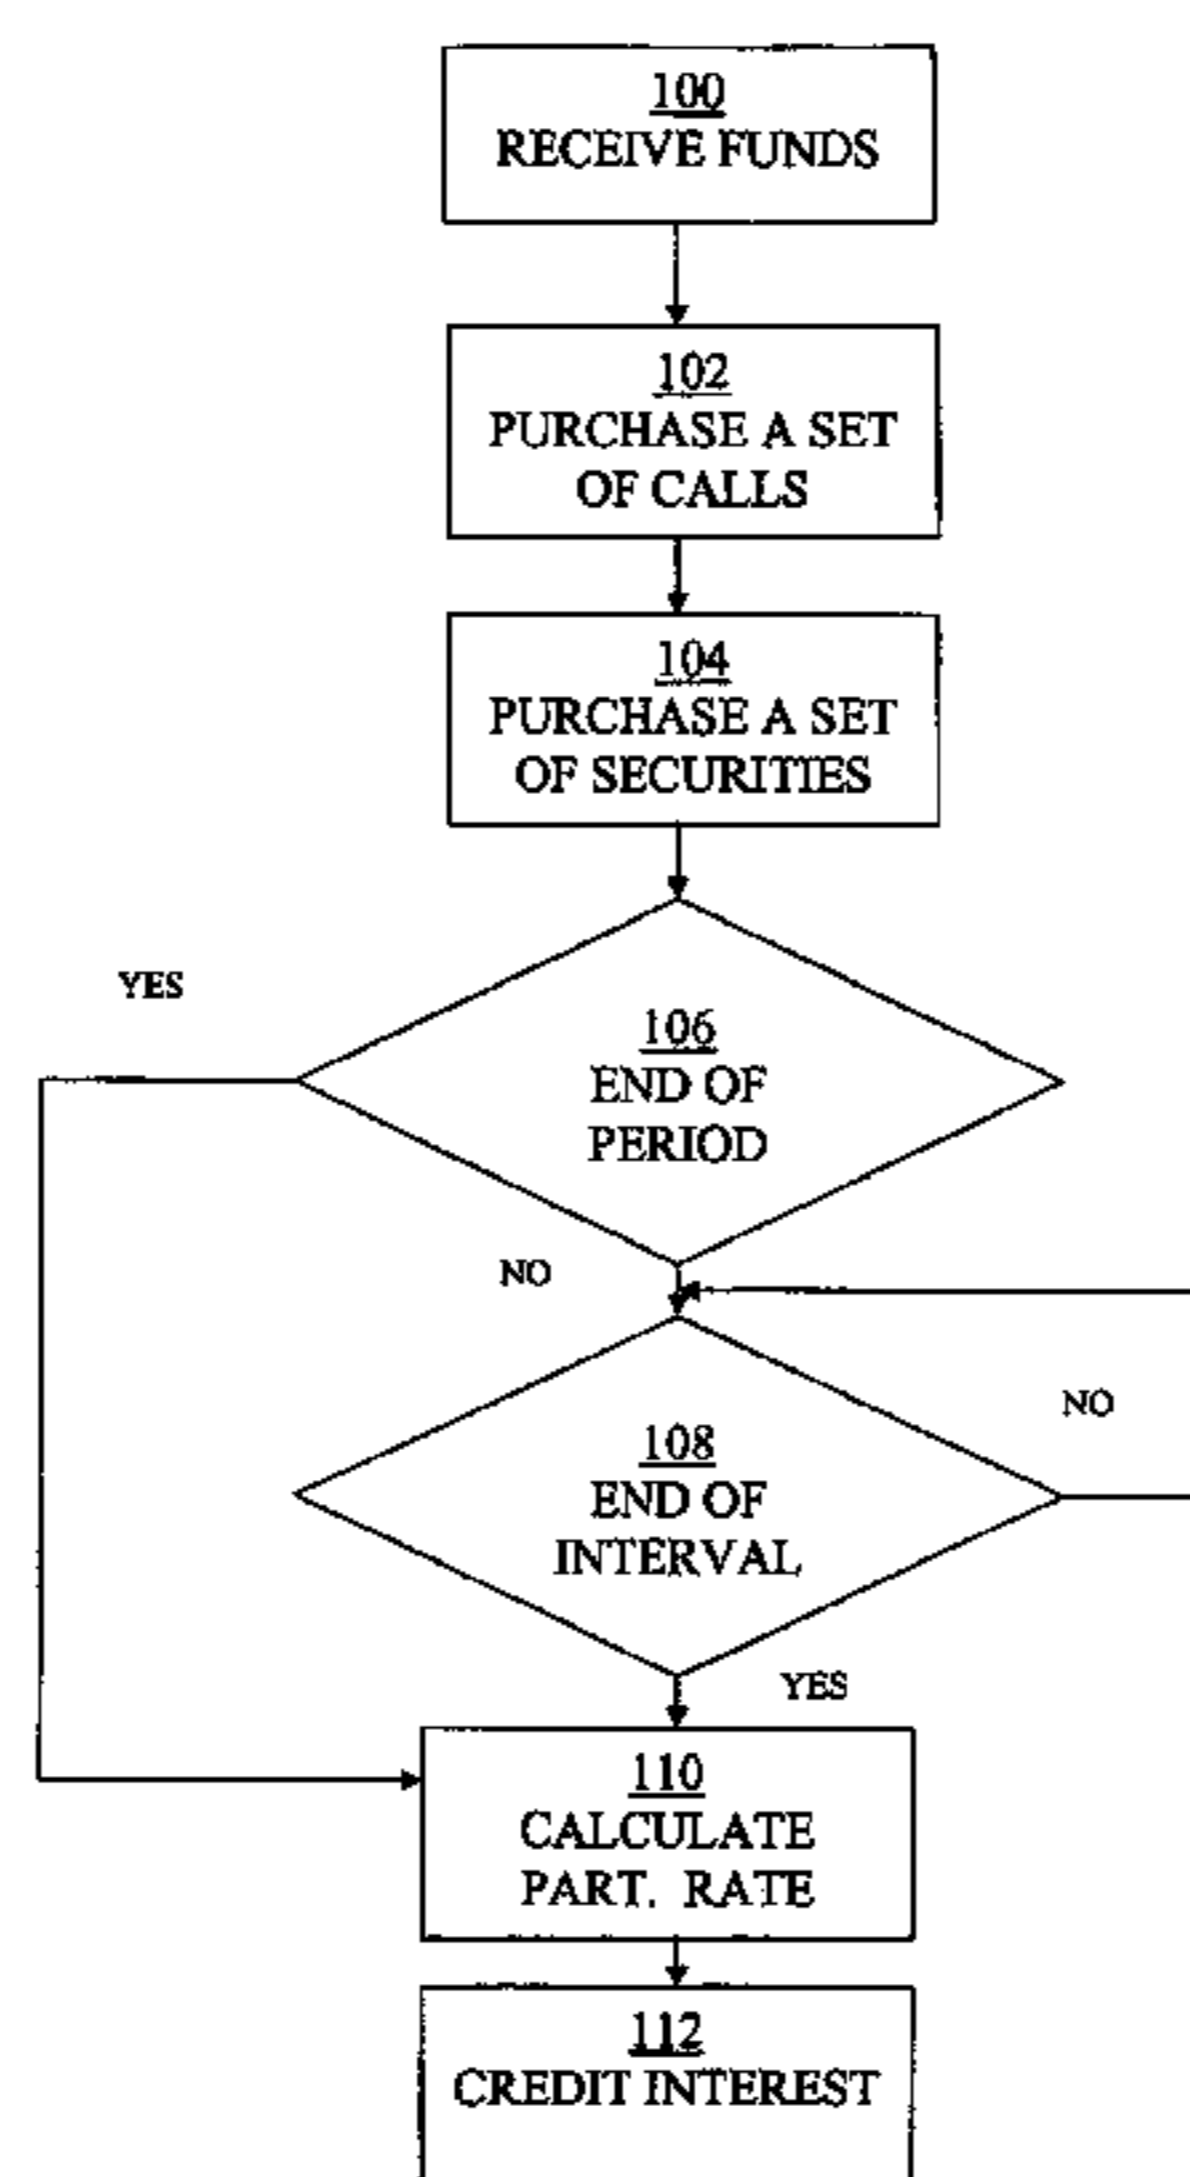 100
RECEIVE FUNDS
102
PURCHASE A SET
OF CALLS
104
PURCHASE A SET
OF SECURITIES
YES
106
END OF
PERIOD
NO
NO
108
END OF
INTERVAL
YES
110
CALCULATE
PART. RATE
112
CREDIT INTEREST